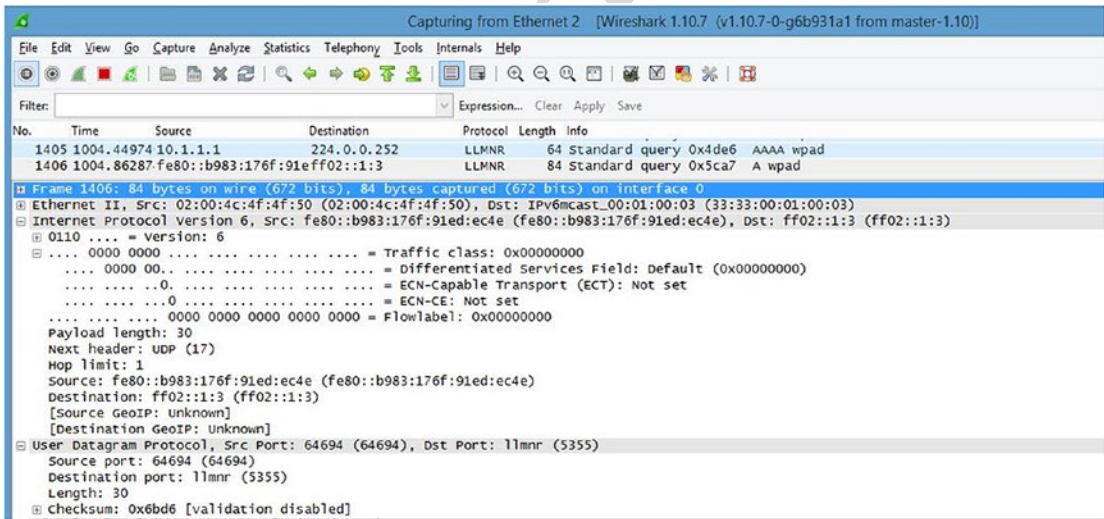 Capturing from Ethernet 2 [Wireshark 1.10.7 (v1.10.7-0-g6b931a1 from master-1.10)]
File Edit View Go Capture Analyze Statistics Telephony Tools Internals Help
Filter: Expression... Clear Apply Save
No. Time Source Destination Protocol Length Info
1405 1004.44974 10.1.1.1 224.0.0.252 LLMNR 64 Standard query 0x4de6 AAAA wpad
1406 1004.86287 fe80::b983:176f:91eff02::1:3 LLMNR 84 Standard query 0x5ca7 A wpad
Frame 1406: 84 bytes on wire (672 bits), 84 bytes captured (672 bits) on interface 0
Ethernet II, Src: 02:00:4c:4f:4f:50 (02:00:4c:4f:4f:50), Dst: IPv6mcast_00:01:00:03 (33:33:00:01:00:03)
Internet Protocol Version 6, Src: fe80::b983:176f:91ed:ec4e (fe80::b983:176f:91ed:ec4e), Dst: ff02::1:3 (ff02::1:3)
0110 .... = Version: 6
.... 0000 0000 .... .... .... .... .... = Traffic class: 0x00000000
.... 0000 00.. .... .... .... .... .... = Differentiated Services Field: Default (0x00000000)
.... .... ..0. .... .... .... .... .... = ECN-Capable Transport (ECT): Not set
.... .... ...0 .... .... .... .... .... = ECN-CE: Not set
.... .... .... 0000 0000 0000 0000 0000 = Flowlabel: 0x00000000
Payload length: 30
Next header: UDP (17)
Hop limit: 1
Source: fe80::b983:176f:91ed:ec4e (fe80::b983:176f:91ed:ec4e)
Destination: ff02::1:3 (ff02::1:3)
[Source GeoIP: Unknown]
[Destination GeoIP: Unknown]
User Datagram Protocol, Src Port: 64694 (64694), Dst Port: llmnr (5355)
Source port: 64694 (64694)
Destination port: llmnr (5355)
Length: 30
Checksum: 0x6bd6 [validation disabled]